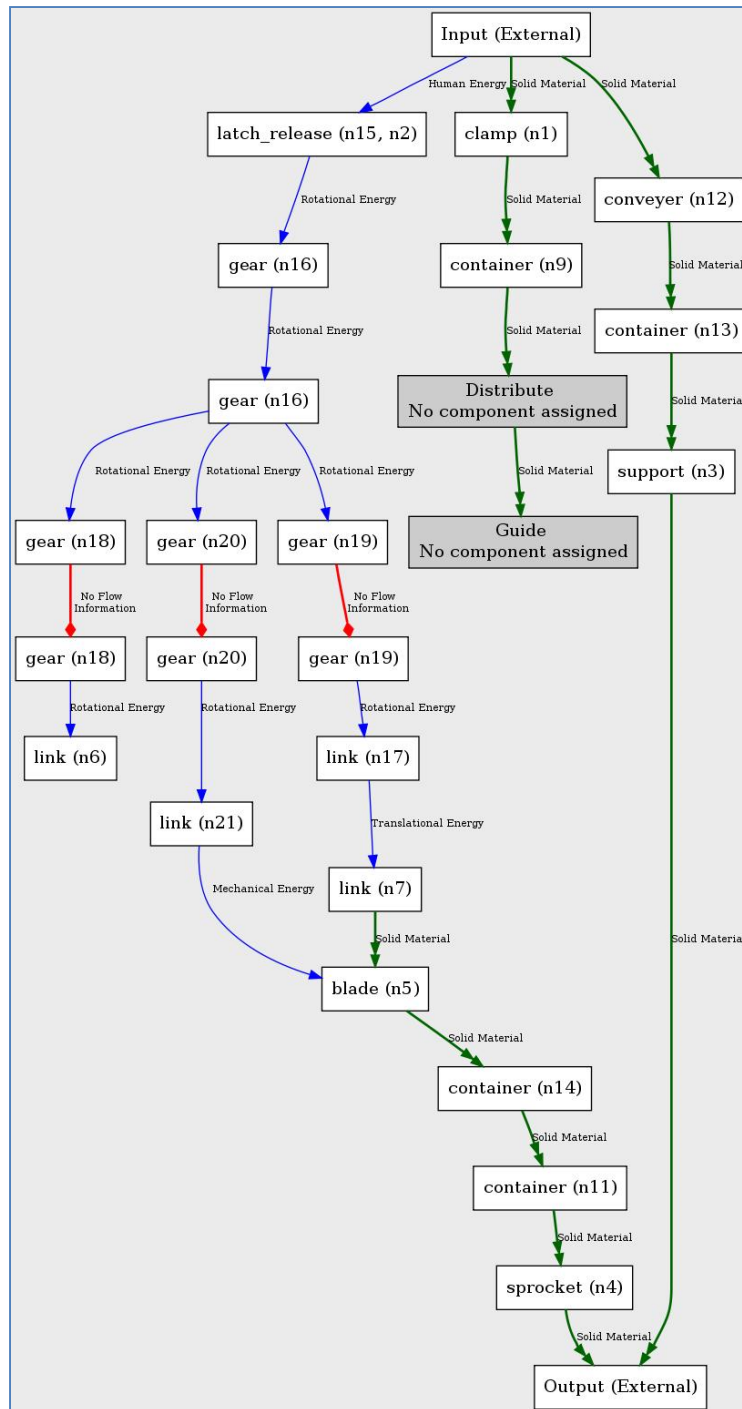 Input (External)
Human Energy
Solid Material
Solid Material
latch_release (n15, n2)
clamp (n1)
conveyer (n12)
Rotational Energy
Solid Material
gear (n16)
container (n9)
Solid Material
container (n13)
Rotational Energy
Solid Material
gear (n16)
Distribute
No component assigned
Solid Material
Rotational Energy
Rotational Energy
Rotational Energy
Solid Material
support (n3)
gear (n18)
gear (n20)
gear (n19)
Guide
No component assigned
No Flow
Information
No Flow
Information
No Flow
Information
gear (n18)
gear (n20)
gear (n19)
Rotational Energy
Rotational Energy
Rotational Energy
link (n6)
link (n17)
link (n21)
Translational Energy
Mechanical Energy
link (n7)
Solid Material
Solid Material
blade (n5)
Solid Material
container (n14)
Solid Material
container (n11)
Solid Material
sprocket (n4)
Solid Material
Output (External)